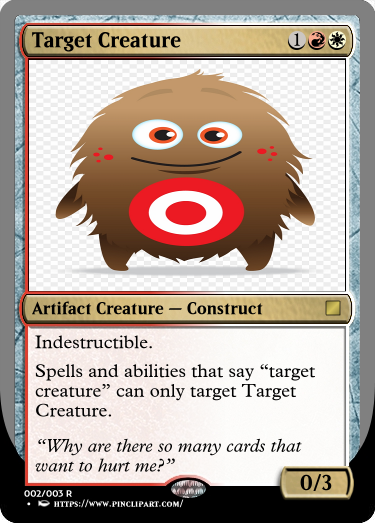 Target Creature 1
Artifact Creature — Construct
Indestructible.
Spells and abilities that say “target
creature” can only target Target
Creature.
“Why are there so many cards that
want to hurt me?”
0/3
002/003 R
• HTTPS://WWW.PINCLIPART.COM/